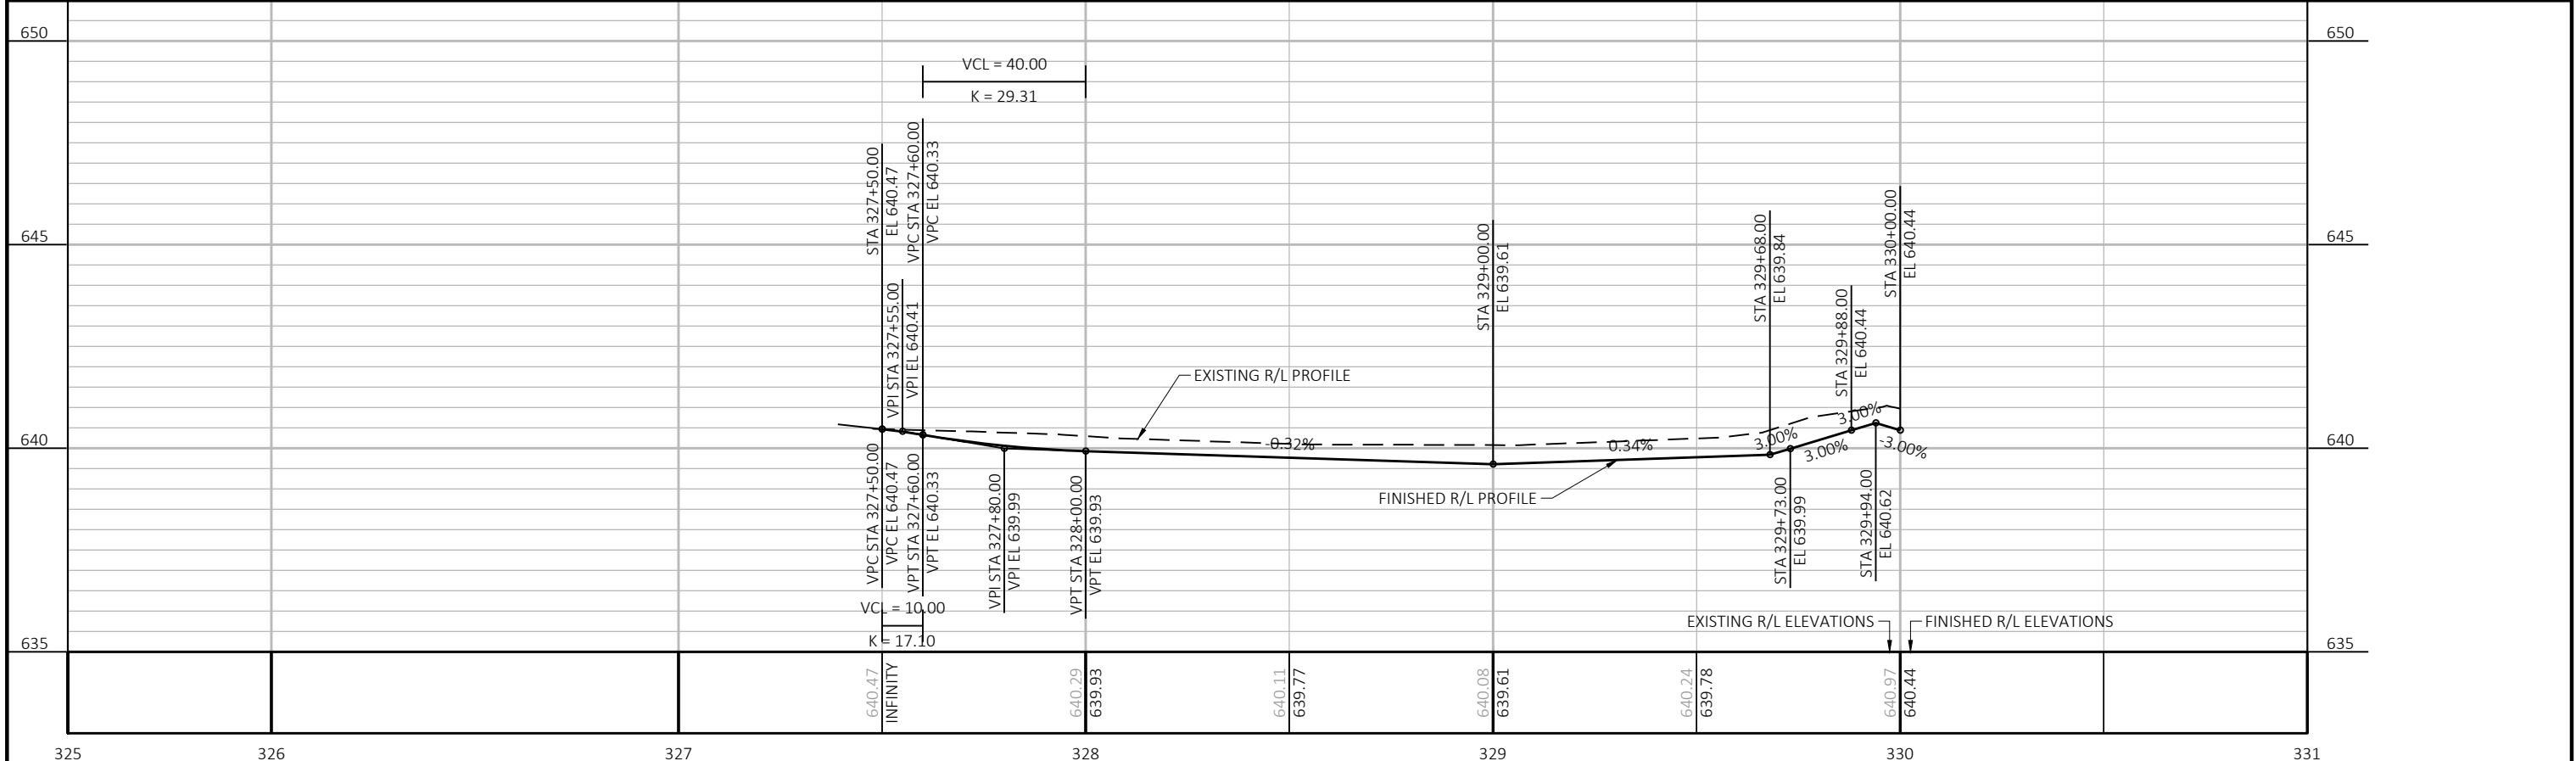 650
650
VCL = 40.00
K = 29.31
STA 327+50.00
EL 640.47
VPC STA 327+60.00
VPC EL 640.33
STA 329+00.00
EL 639.61
STA 329+68.00
EL 639.84
STA 330+00.00
EL 640.44
645
645
VPI STA 327+55.00
VPI EL 640.41
STA 329+88.00
EL 640.44
EXISTING R/L PROFILE
640
-0.32%
0.34%
3.00%
3.00%
3.00%
-3.00%
640
FINISHED R/L PROFILE
VPC STA 327+50.00
VPC EL 640.47
VPT STA 327+60.00
VPT EL 640.33
VPI STA 327+80.00
VPI EL 639.99
VPT STA 328+00.00
VPT EL 639.93
STA 329+73.00
EL 639.99
STA 329+94.00
EL 640.62
VCL = 10.00
K = 17.10
EXISTING R/L ELEVATIONS
FINISHED R/L ELEVATIONS
635
635
640.47
INFINITY
640.29
639.93
640.11
639.77
640.08
639.61
640.24
639.78
640.97
640.44
325
326
327
328
329
330
331